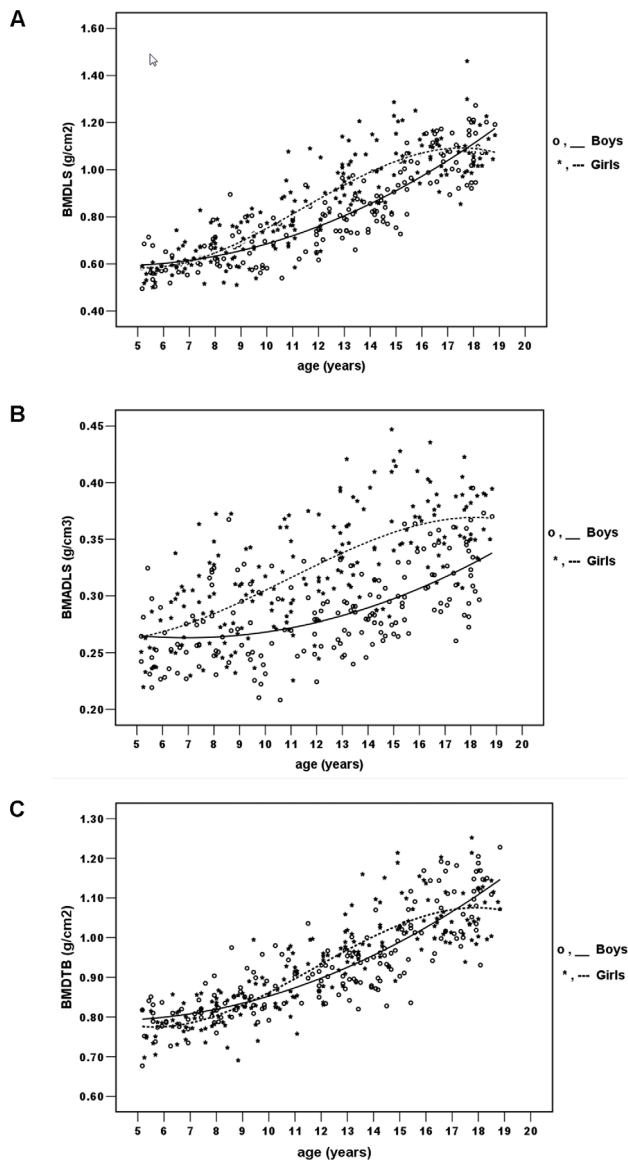 A
1.60
1.40
1.20
1.00
0.80
0.60
0.40
BMDLS (g/cm2)
5 6 7 8 9 10 11 12 13 14 15 16 17 18 19 20
age (years)
o , __ Boys
* , --- Girls
B
0.45
0.40
0.35
0.30
0.25
0.20
BMADLS (g/cm3)
5 6 7 8 9 10 11 12 13 14 15 16 17 18 19 20
age (years)
o , __ Boys
* , --- Girls
C
1.30
1.20
1.10
1.00
0.90
0.80
0.70
0.60
BMDTB (g/cm2)
5 6 7 8 9 10 11 12 13 14 15 16 17 18 19 20
age (years)
o , __ Boys
* , --- Girls